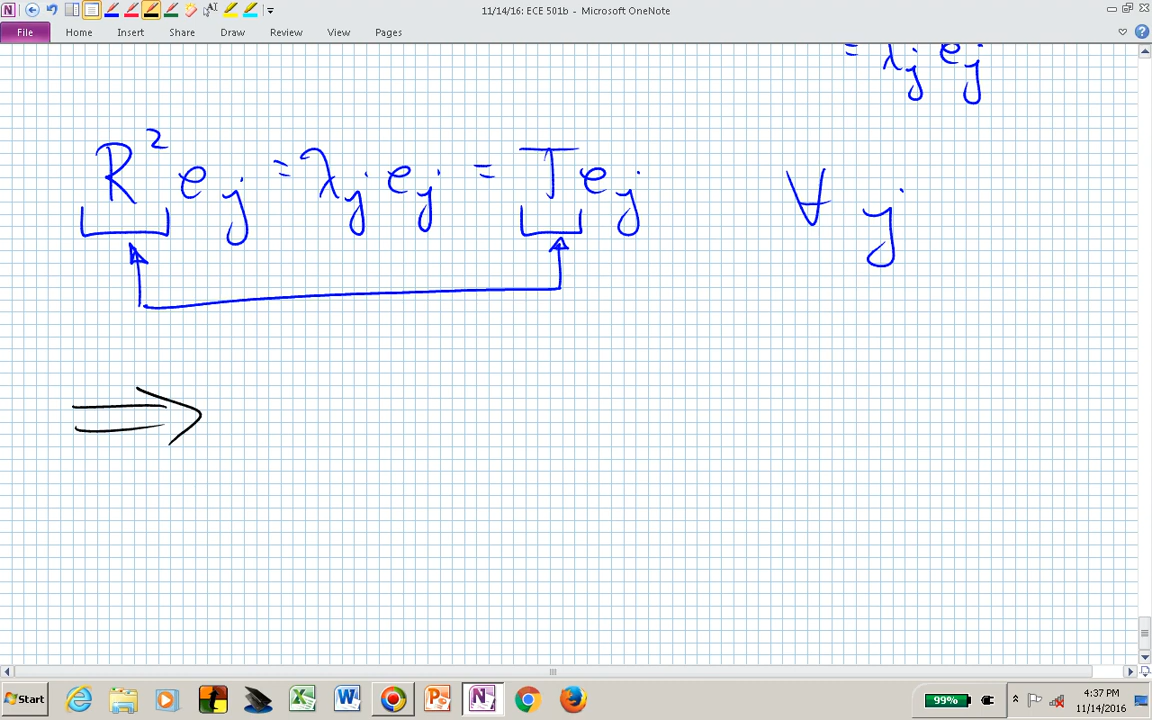 11/14/16: ECE 501b - Microsoft OneNote
File Home Insert Share Draw Review View Pages
= λj ej
R² ej = λj ej = T ej ∀ j
⇒
Start 99% 4:37 PM
11/14/2016